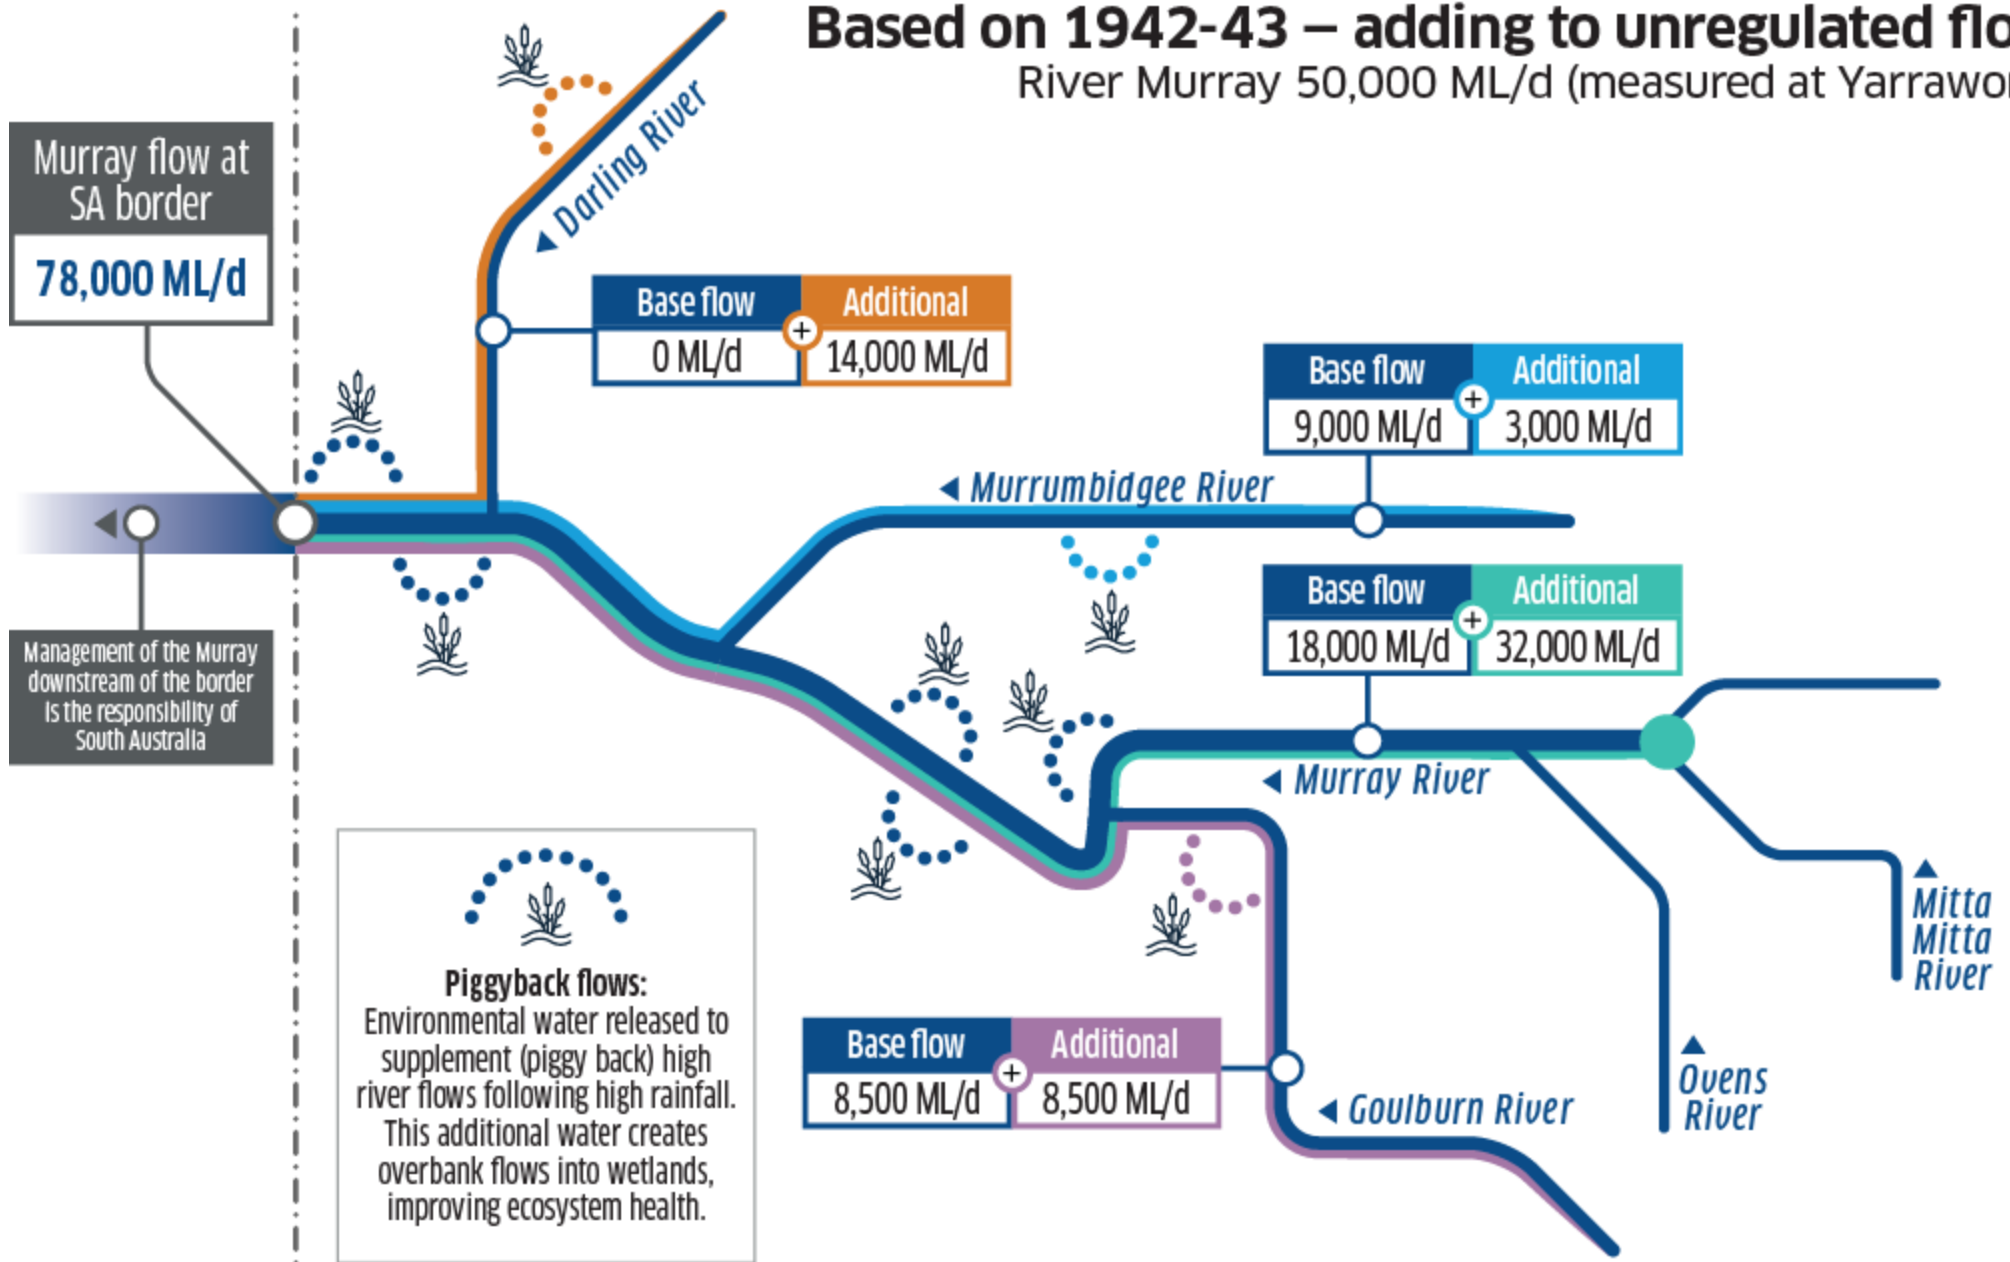 Based on 1942-43 – adding to unregulated
River Murray 50,000 ML/d (measured at
Murray flow at
SA border
78,000 ML/d
Darling River
Base flow
Additional
0 ML/d
+
14,000 ML/d
Base flow
Additional
9,000 ML/d
+
3,000 ML/d
Murrumbidgee River
Base flow
Additional
18,000 ML/d
+
32,000 ML/d
Murray River
Management of the Murray
downstream of the border
is the responsibility of
South Australia
Mitta
Mitta
River
Ovens
River
Base flow
Additional
8,500 ML/d
+
8,500 ML/d
Goulburn River
Piggyback flows:
Environmental water released to
supplement (piggy back) high
river flows following high rainfall.
This additional water creates
overbank flows into wetlands,
improving ecosystem health.